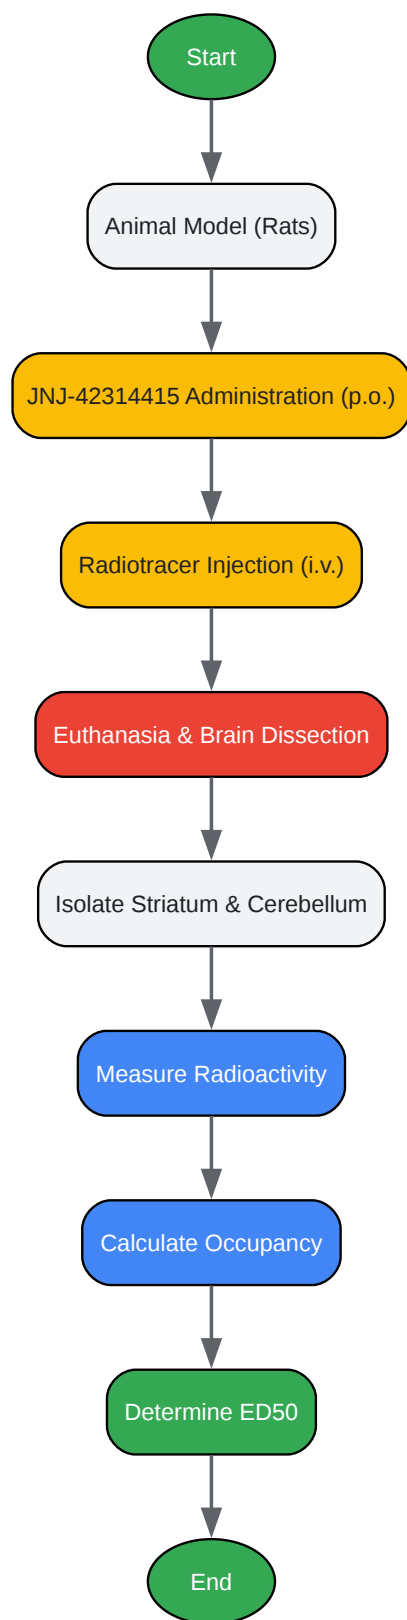 Start
Animal Model (Rats)
JNJ-42314415 Administration (p.o.)
Radiotracer Injection (i.v.)
Euthanasia & Brain Dissection
Isolate Striatum & Cerebellum
Measure Radioactivity
Calculate Occupancy
Determine ED50
End